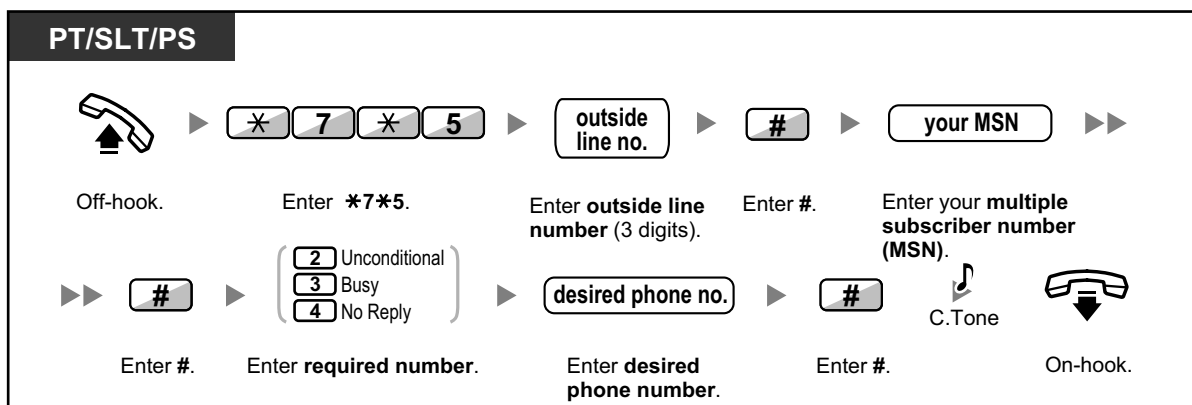 PT/SLT/PS
✳ 7 ✳ 5
outside
line no.
#
your MSN
Off-hook.
Enter ✳7✳5.
Enter outside line
number (3 digits).
Enter #.
Enter your multiple
subscriber number
(MSN).
#
2 Unconditional
3 Busy
4 No Reply
desired phone no.
#
C.Tone
Enter #.
Enter required number.
Enter desired
phone number.
Enter #.
On-hook.